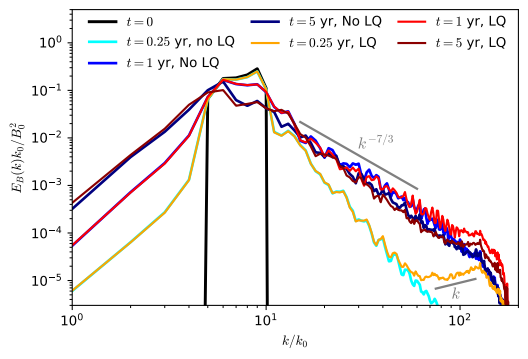 t = 0
t = 0.25 yr, no LQ
t = 1 yr, No LQ
t = 5 yr, No LQ
t = 0.25 yr, LQ
t = 1 yr, LQ
t = 5 yr, LQ
k^{-7/3}
k
E_B(k)k_0/B_0^2
10^0
10^{-1}
10^{-2}
10^{-3}
10^{-4}
10^{-5}
10^0
10^1
10^2
k/k_0